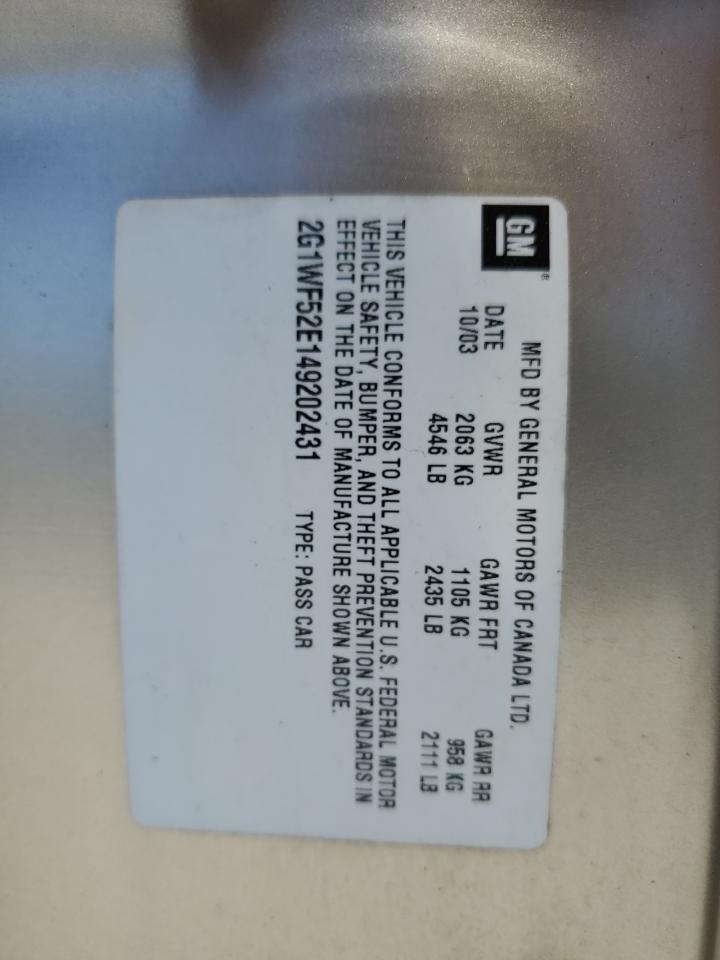 GM®
MFD BY GENERAL MOTORS OF CANADA LTD.
DATE GVWR GAWR FRT GAWR RR
10/03 2063 KG 1105 KG 958 KG
4546 LB 2435 LB 2111 LB
THIS VEHICLE CONFORMS TO ALL APPLICABLE U.S. FEDERAL MOTOR
VEHICLE SAFETY, BUMPER, AND THEFT PREVENTION STANDARDS IN
EFFECT ON THE DATE OF MANUFACTURE SHOWN ABOVE.
2G1WF52E149202431 TYPE: PASS CAR